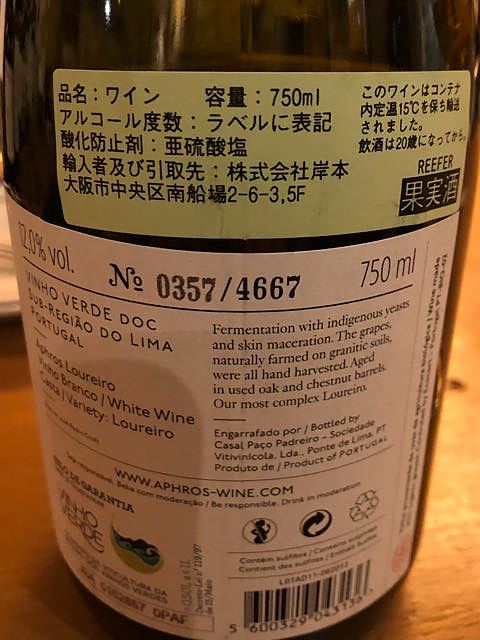 品名：ワイン 容量：750ml
アルコール度数：ラベルに表記
酸化防止剤：亜硫酸塩
輸入者及び引取先：株式会社岸本
大阪市中央区南船場2-6-3,5F
このワインはコンテナ
内定温15℃を保ち輸送
されました。
飲酒は20歳になってから。
REEFER
果実酒
12,0% vol.
№ 0357/4667
750 ml
VINHO VERDE DOC
SUB-REGIÃO DO LIMA
PORTUGAL
Aphros Loureiro
Vinho Branco / White Wine
Casta / Variety: Loureiro
Fermentation with indigenous yeasts
and skin maceration. The grapes,
naturally farmed on granitic soils,
were all hand harvested. Aged
in used oak and chestnut barrels.
Our most complex Loureiro.
Engarrafado por / Bottled by
Casal Paço Padreiro – Sociedade
Vitivinícola, Lda., Ponte de Lima, PT
Produto de / Product of PORTUGAL
WWW.APHROS-WINE.COM
Seja responsável. Beba com moderação / Be responsible. Drink in moderation
SELO DE GARANTIA
VINHO
VERDE
Contém sulfitos / Contains sulphites
Contient des sulfites / Enthält Sulfite